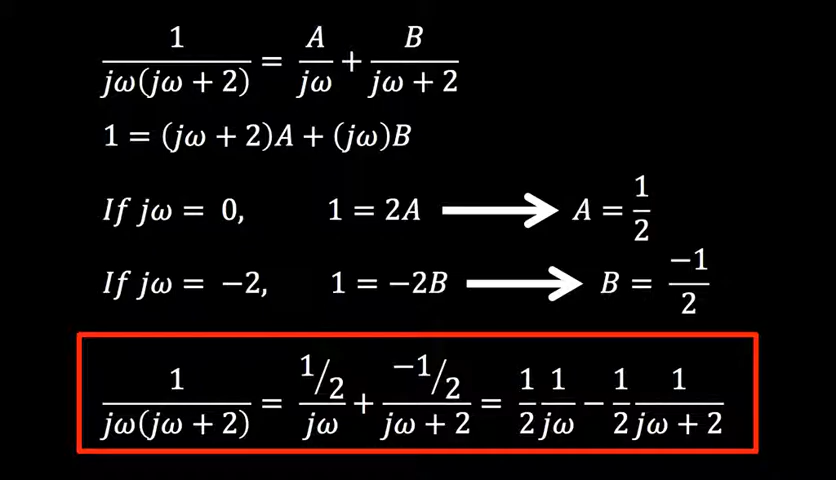 1/(jω(jω + 2)) = A/jω + B/(jω + 2)
1 = (jω + 2)A + (jω)B
If jω = 0, 1 = 2A ⟶ A = 1/2
If jω = −2, 1 = −2B ⟶ B = −1/2
1/(jω(jω + 2)) = (1/2)/jω + (−1/2)/(jω + 2) = 1/2 1/jω − 1/2 1/(jω + 2)